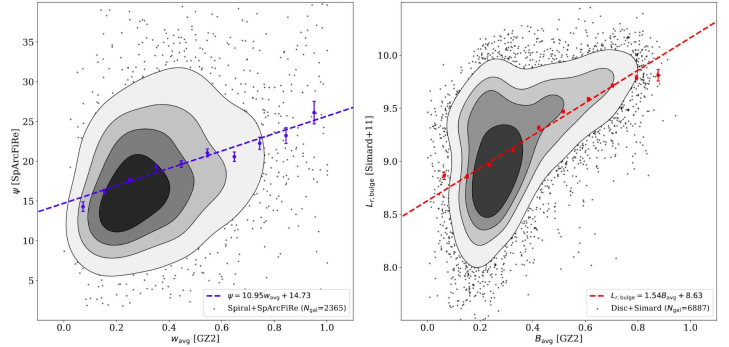 40
35
30
25
20
15
10
5
ψ [SpArcFiRe]
0.0 0.2 0.4 0.6 0.8 1.0
w_avg [GZ2]
ψ = 10.95w_avg + 14.73
Spiral+SpArcFiRe (N_gal=2365)
10.0
9.5
9.0
8.5
8.0
L_r, bulge [Simard+11]
0.0 0.2 0.4 0.6 0.8 1.0
B_avg [GZ2]
L_r, bulge = 1.54B_avg + 8.63
Disc+Simard (N_gal=6887)